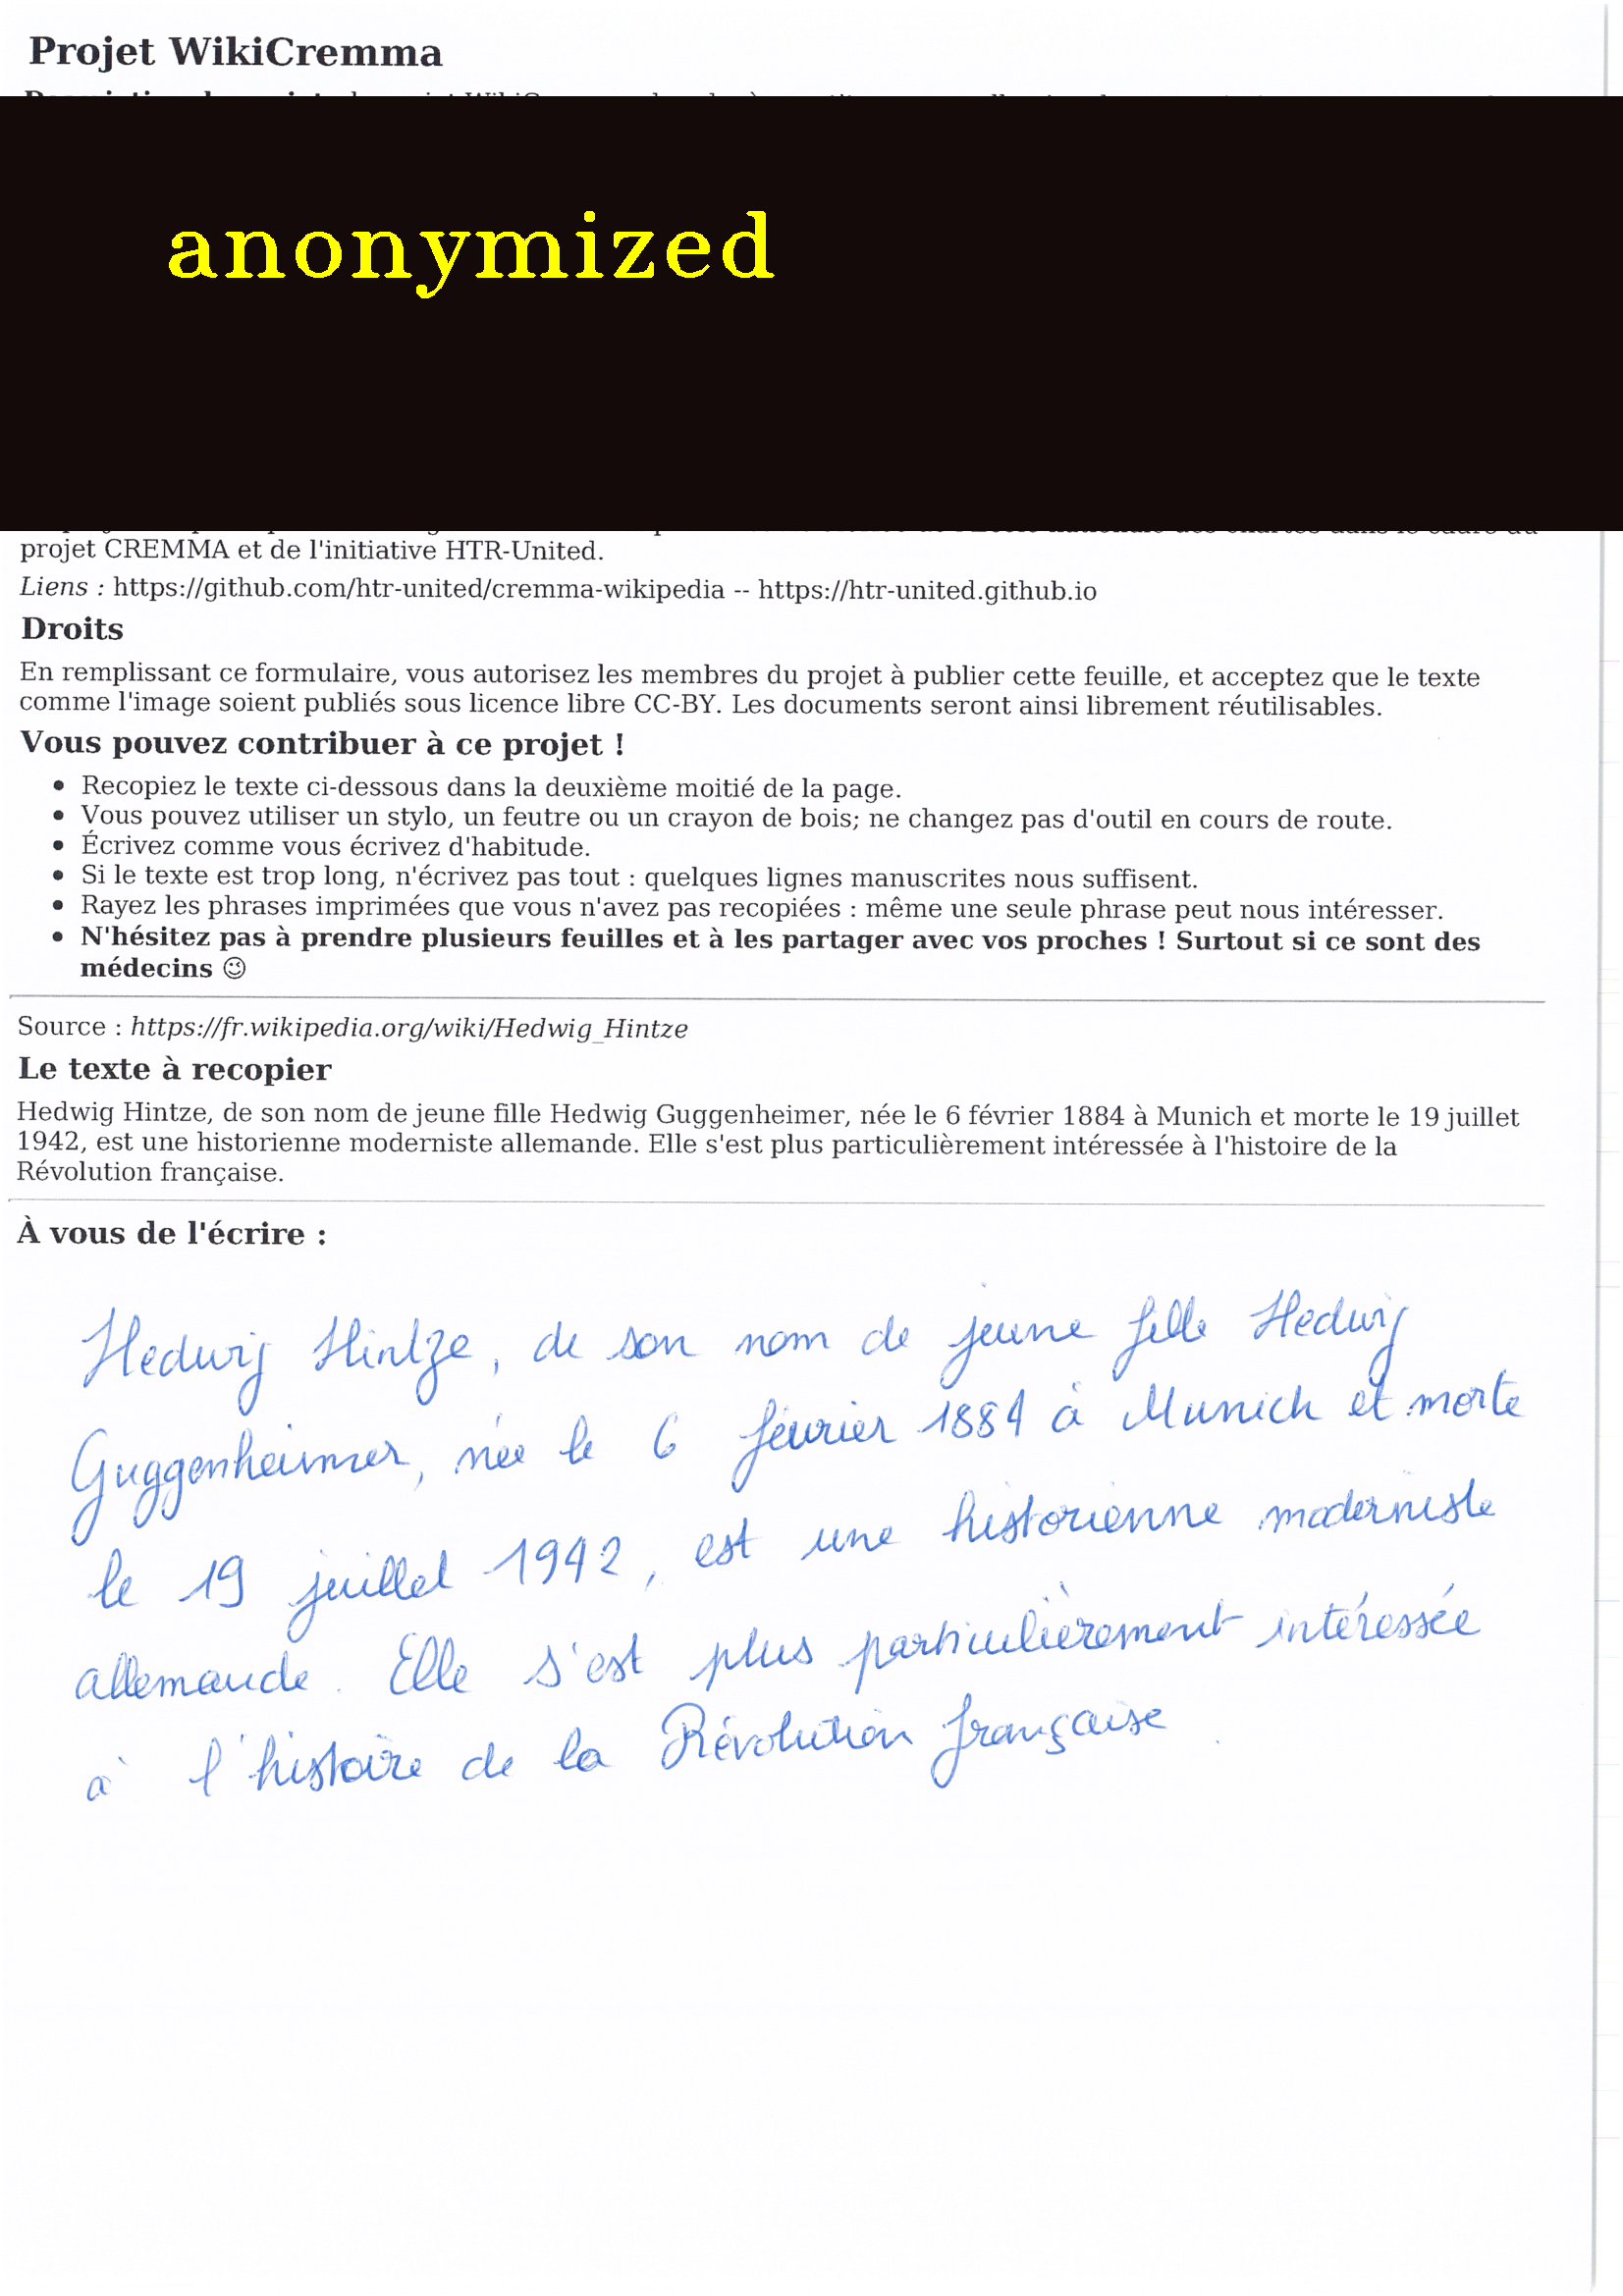 Projet WikiCremma
anonymized
projet CREMMA et de l'initiative HTR-United.
Liens : https://github.com/htr-united/cremma-wikipedia -- https://htr-united.github.io
Droits
En remplissant ce formulaire, vous autorisez les membres du projet à publier cette feuille, et acceptez que le texte
comme l'image soient publiés sous licence libre CC-BY. Les documents seront ainsi librement réutilisables.
Vous pouvez contribuer à ce projet !
• Recopiez le texte ci-dessous dans la deuxième moitié de la page.
• Vous pouvez utiliser un stylo, un feutre ou un crayon de bois; ne changez pas d'outil en cours de route.
• Écrivez comme vous écrivez d'habitude.
• Si le texte est trop long, n'écrivez pas tout : quelques lignes manuscrites nous suffisent.
• Rayez les phrases imprimées que vous n'avez pas recopiées : même une seule phrase peut nous intéresser.
• N'hésitez pas à prendre plusieurs feuilles et à les partager avec vos proches ! Surtout si ce sont des
médecins 😉
Source : https://fr.wikipedia.org/wiki/Hedwig_Hintze
Le texte à recopier
Hedwig Hintze, de son nom de jeune fille Hedwig Guggenheimer, née le 6 février 1884 à Munich et morte le 19 juillet
1942, est une historienne moderniste allemande. Elle s'est plus particulièrement intéressée à l'histoire de la
Révolution française.
À vous de l'écrire :
Hedwig Hintze, de son nom de jeune fille Hedwig
Guggenheimer, née le 6 février 1884 à Munich et morte
le 19 juillet 1942, est une historienne moderniste
allemande. Elle s'est plus particulièrement intéressée
à l'histoire de la Révolution française.